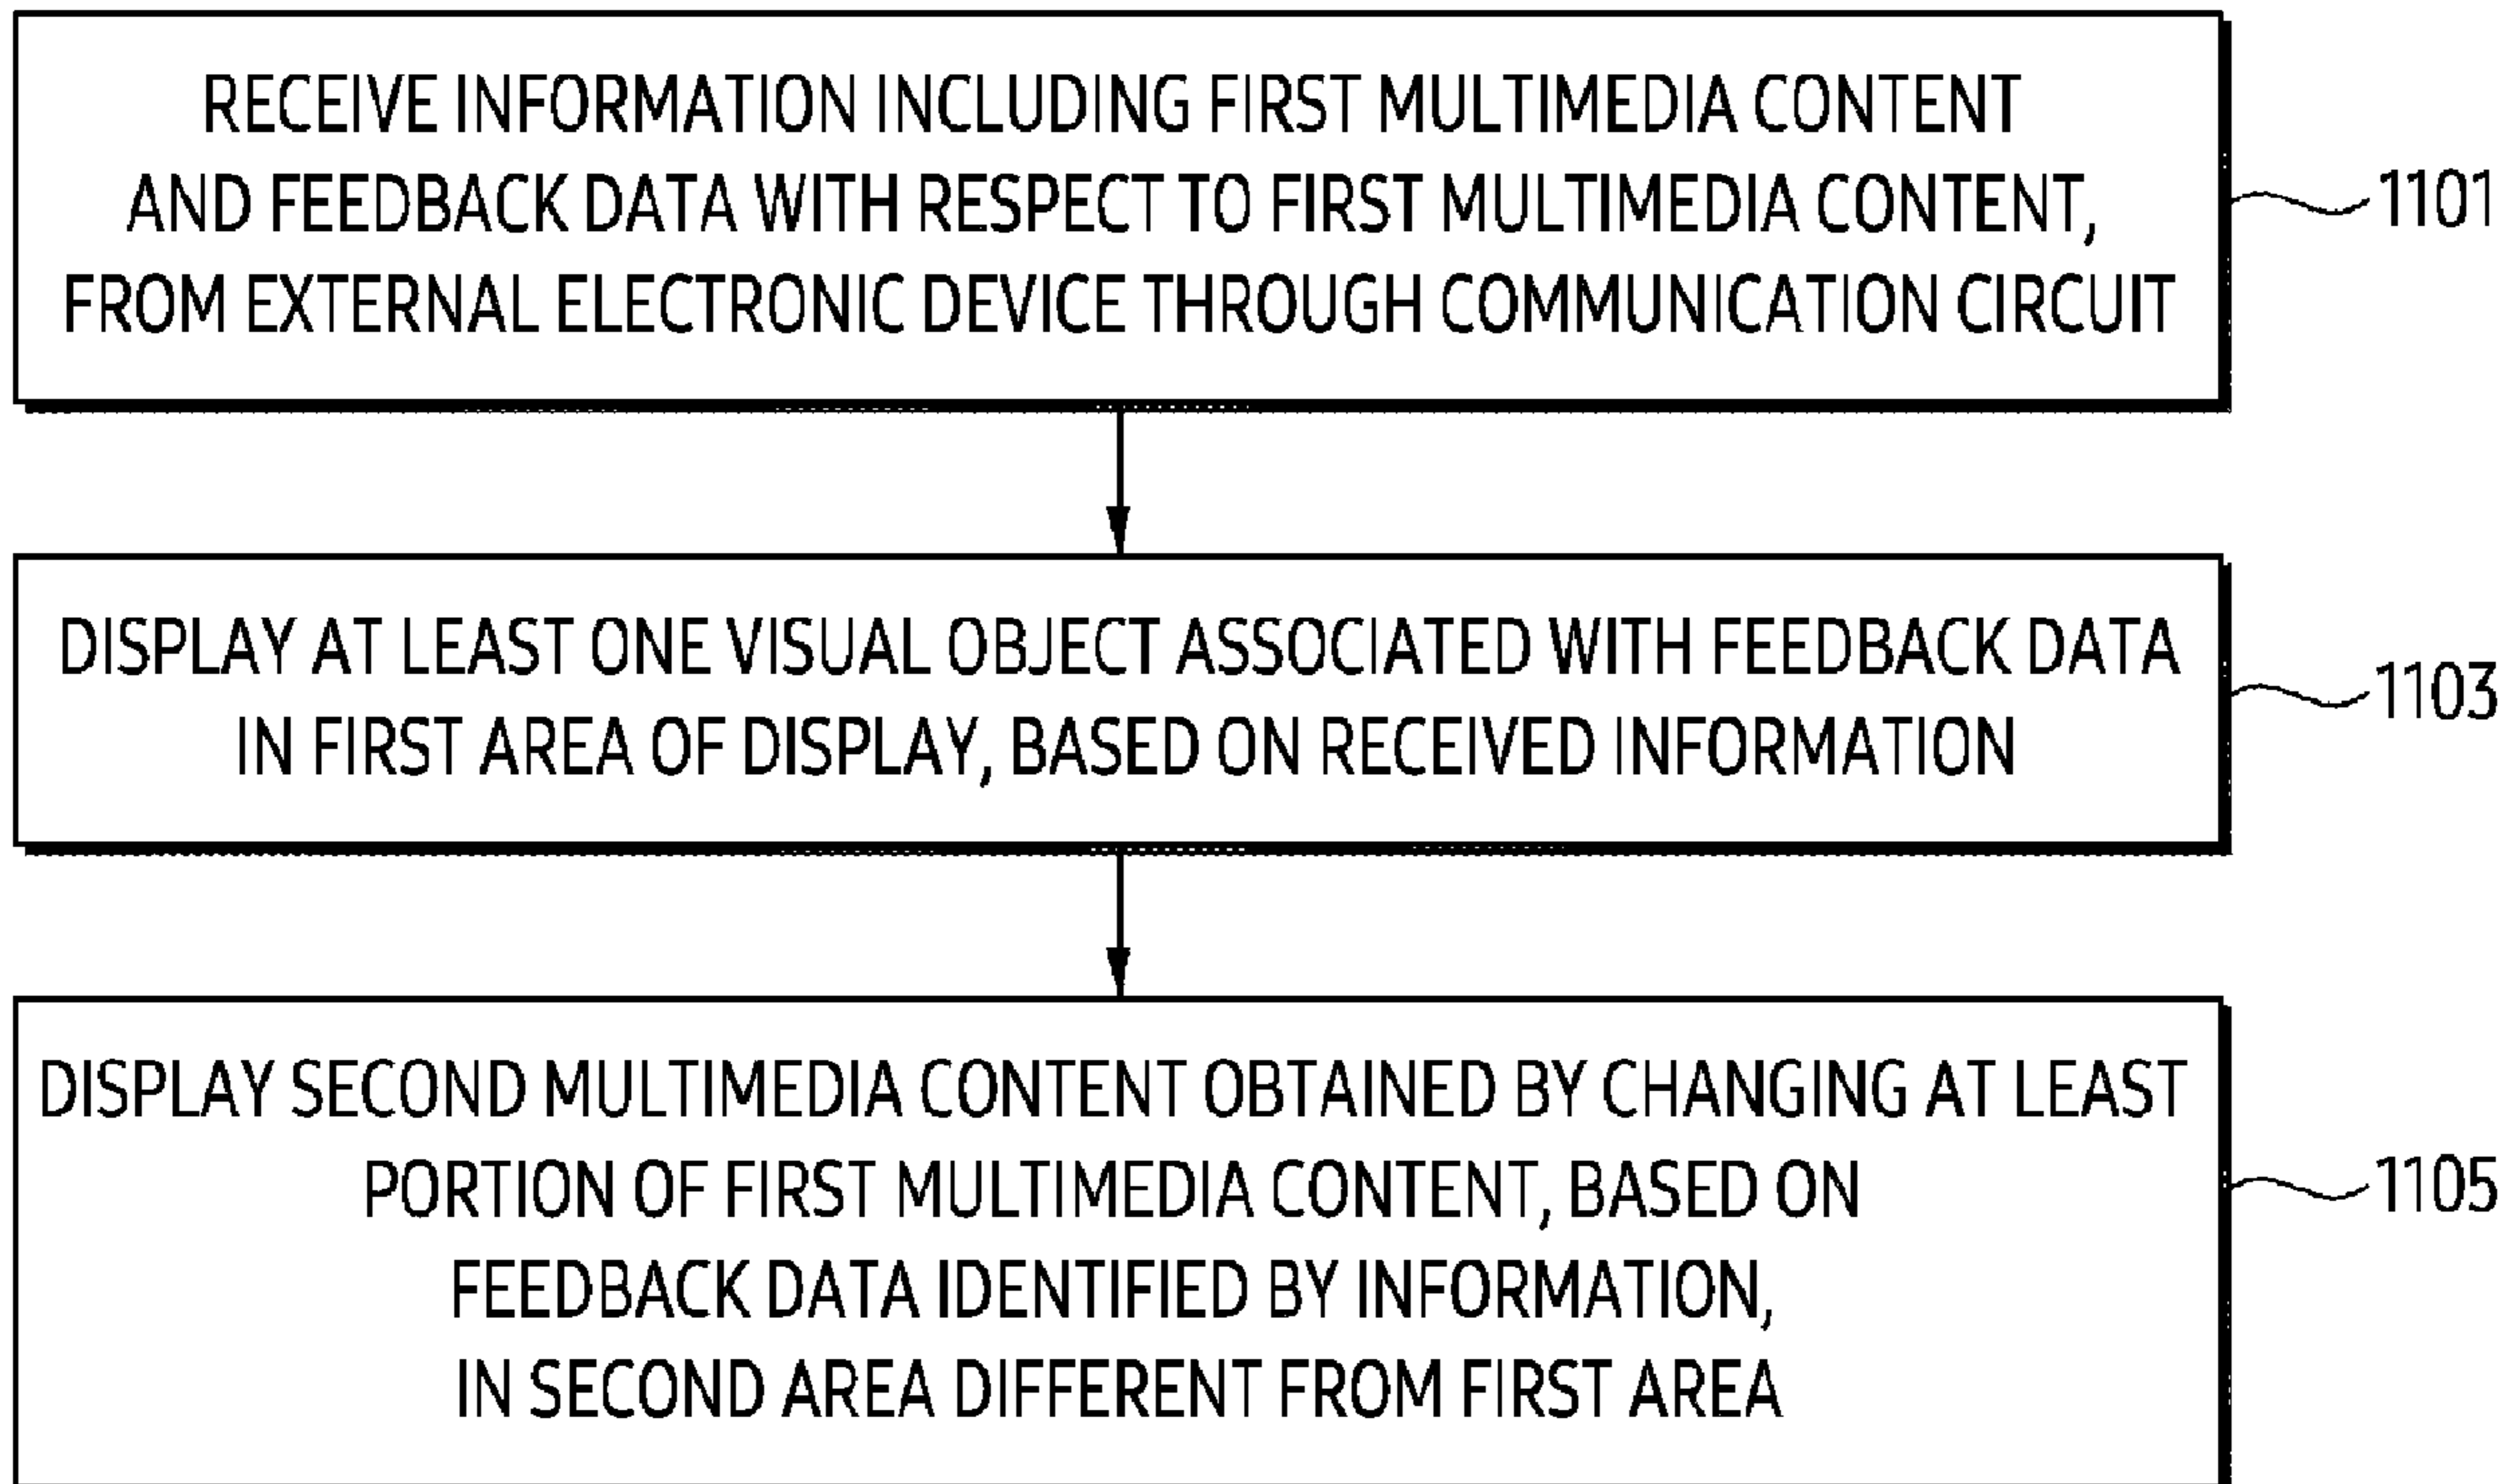 RECEIVE INFORMATION INCLUDING FIRST MULTIMEDIA CONTENT
AND FEEDBACK DATA WITH RESPECT TO FIRST MULTIMEDIA CONTENT,
FROM EXTERNAL ELECTRONIC DEVICE THROUGH COMMUNICATION CIRCUIT
1101
DISPLAY AT LEAST ONE VISUAL OBJECT ASSOCIATED WITH FEEDBACK DATA
IN FIRST AREA OF DISPLAY, BASED ON RECEIVED INFORMATION
1103
DISPLAY SECOND MULTIMEDIA CONTENT OBTAINED BY CHANGING AT LEAST
PORTION OF FIRST MULTIMEDIA CONTENT, BASED ON
FEEDBACK DATA IDENTIFIED BY INFORMATION,
IN SECOND AREA DIFFERENT FROM FIRST AREA
1105